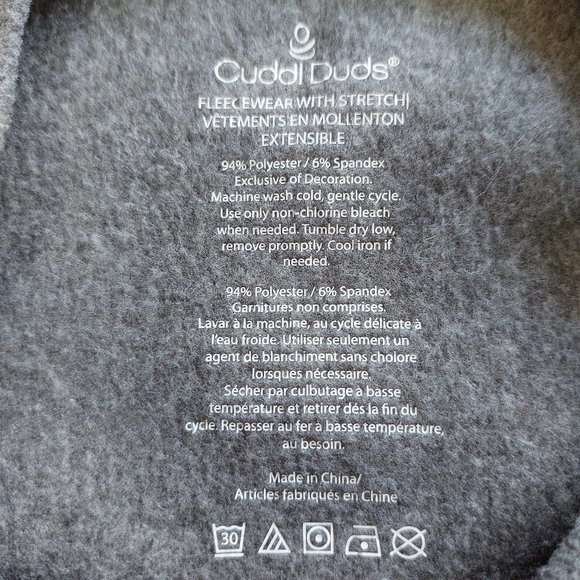 Cuddl Duds®
FLEECEWEAR WITH STRETCH|
VÊTEMENTS EN MOLLENTON
EXTENSIBLE
94% Polyester / 6% Spandex
Exclusive of Decoration.
Machine wash cold, gentle cycle.
Use only non-chlorine bleach
when needed. Tumble dry low,
remove promptly. Cool iron if
needed.
94% Polyester / 6% Spandex
Garnitures non comprises.
Lavar à la machine, au cycle délicate à
l'eau froide. Utiliser seulement un
agent de blanchiment sans cholore
lorsques nécessaire.
Sécher par culbutage à basse
température et retirer dés la fin du
cycle. Repasser au fer à basse température,
au besoin.
Made in China/
Articles fabriqués en Chine
30